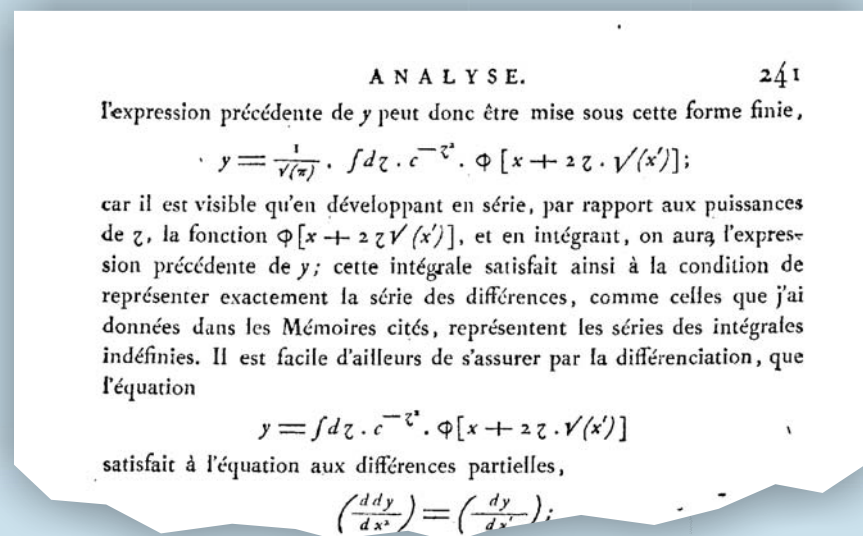 ANALYSE. 241
l'expression précédente de y peut donc être mise sous cette forme finie,
y = 1/√(π) . ∫dz . c^{−z²} . φ [x + 2 z . √(x′)];
car il est visible qu'en développant en série, par rapport aux puissances
de z, la fonction φ[x + 2 z √(x′)], et en intégrant, on aura l'expres-
sion précédente de y; cette intégrale satisfait ainsi à la condition de
représenter exactement la série des différences, comme celles que j'ai
données dans les Mémoires cités, représentent les séries des intégrales
indéfinies. Il est facile d'ailleurs de s'assurer par la différenciation, que
l'équation
y = ∫dz . c^{−z²} . φ[x + 2 z . √(x′)]
satisfait à l'équation aux différences partielles,
(ddy/dx²) = (dy/dx′);